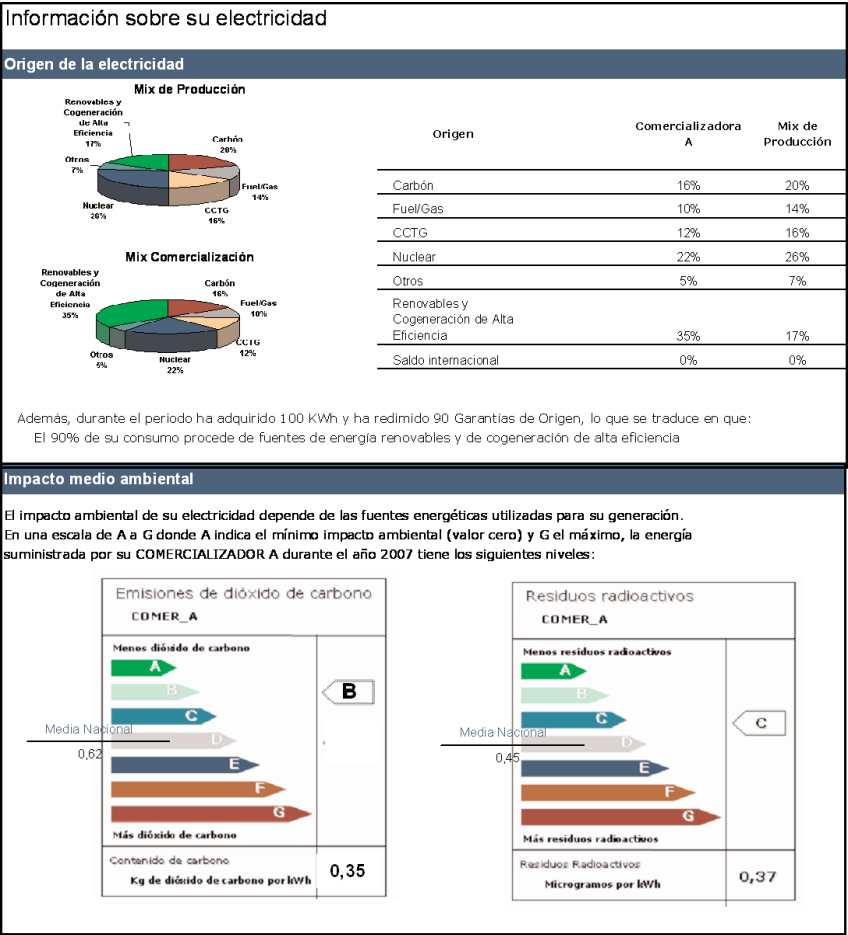 Información sobre su electricidad
Origen de la electricidad
Mix de Producción
Renovables y
Cogeneración
de Alta
Eficiencia
17%
Carbón
20%
Otros
7%
Fuel/Gas
14%
Nuclear
26%
CCTG
16%
Mix Comercialización
Renovables y
Cogeneración
de Alta
Eficiencia
35%
Carbón
16%
Fuel/Gas
10%
CCTG
12%
Otros
5%
Nuclear
22%
Origen Comercializadora A Mix de Producción
Carbón 16% 20%
Fuel/Gas 10% 14%
CCTG 12% 16%
Nuclear 22% 26%
Otros 5% 7%
Renovables y
Cogeneración de Alta
Eficiencia 35% 17%
Saldo internacional 0% 0%
Además, durante el periodo ha adquirido 100 KWh y ha redimido 90 Garantías de Origen, lo que se traduce en que:
El 90% de su consumo procede de fuentes de energía renovables y de cogeneración de alta eficiencia
Impacto medio ambiental
El impacto ambiental de su electricidad depende de las fuentes energéticas utilizadas para su generación.
En una escala de A a G donde A indica el mínimo impacto ambiental (valor cero) y G el máximo, la energía
suministrada por su COMERCIALIZADOR A durante el año 2007 tiene los siguientes niveles:
Emisiones de dióxido de carbono
COMER_A
Menos dióxido de carbono
A
B
B
C
Media Nacional
D
0,62
E
F
G
Más dióxido de carbono
Contenido de carbono
Kg de dióxido de carbono por kWh
0,35
Residuos radioactivos
COMER_A
Menos residuos radioactivos
A
B
C
C
Media Nacional
D
0,45
E
F
G
Más residuos radioactivos
Residuos Radioactivos
Microgramos por kWh
0,37